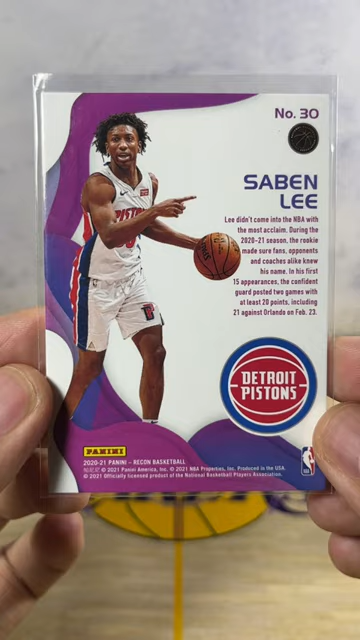 No. 30
SABEN
LEE
Lee didn't come into the NBA with
the most acclaim. During the
2020-21 season, the rookie
made sure fans, opponents
and coaches alike knew
his name. In his first
15 appearances, the confident
guard posted two games with
at least 20 points, including
21 against Orlando on Feb. 23.
DETROIT
PISTONS
PANINI
2020-21 PANINI – RECON BASKETBALL
© 2021 Panini America, Inc. © 2021 NBA Properties, Inc. Produced in the USA.
© 2021 Officially licensed product of the National Basketball Players Association.